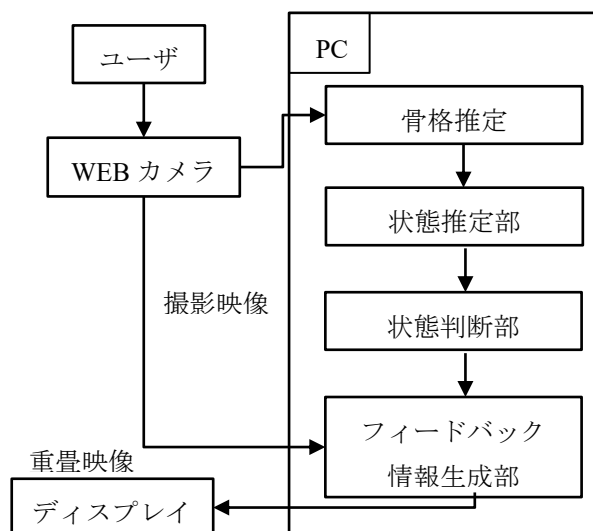 ユーザ
PC
骨格推定
WEB カメラ
状態推定部
撮影映像
状態判断部
フィードバック
情報生成部
重畳映像
ディスプレイ